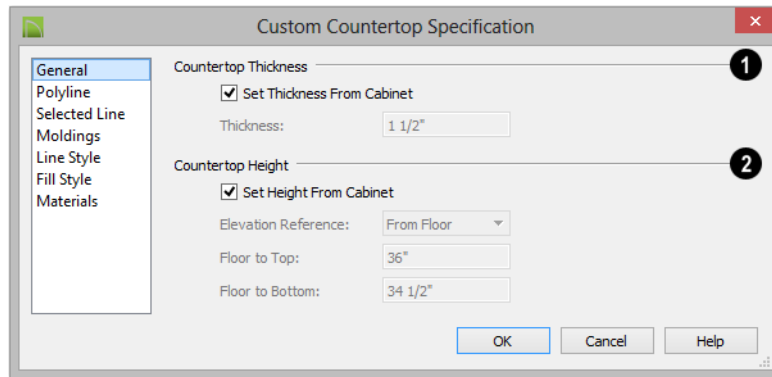 Custom Countertop Specification
General
Polyline
Selected Line
Moldings
Line Style
Fill Style
Materials
Countertop Thickness
1
Set Thickness From Cabinet
Thickness: 1 1/2"
Countertop Height
2
Set Height From Cabinet
Elevation Reference: From Floor
Floor to Top: 36"
Floor to Bottom: 34 1/2"
OK Cancel Help